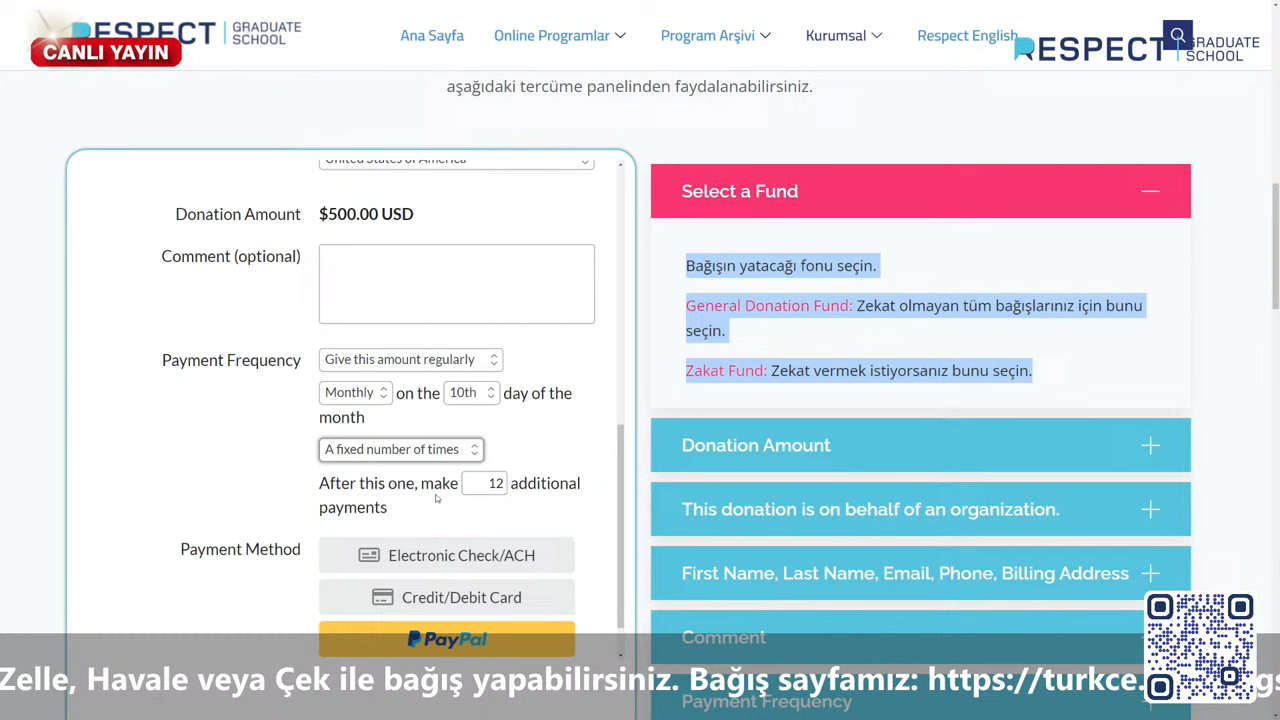 RESPECT GRADUATE SCHOOL
CANLI YAYIN
Ana Sayfa Online Programlar Program Arşivi Kurumsal Respect English
RESPECT GRADUATE SCHOOL
aşağıdaki tercüme panelinden faydalanabilirsiniz.
United States of America
Donation Amount $500.00 USD
Comment (optional)
Payment Frequency Give this amount regularly
Monthly on the 10th day of the
month
A fixed number of times
After this one, make 12 additional
payments
Payment Method Electronic Check/ACH
Credit/Debit Card
PayPal
Select a Fund
Bağışın yatacağı fonu seçin.
General Donation Fund: Zekat olmayan tüm bağışlarınız için bunu
seçin.
Zakat Fund: Zekat vermek istiyorsanız bunu seçin.
Donation Amount
This donation is on behalf of an organization.
First Name, Last Name, Email, Phone, Billing Address
Comment
Zelle, Havale veya Çek ile bağış yapabilirsiniz. Bağış sayfamız: https://turkce.
Payment Frequency